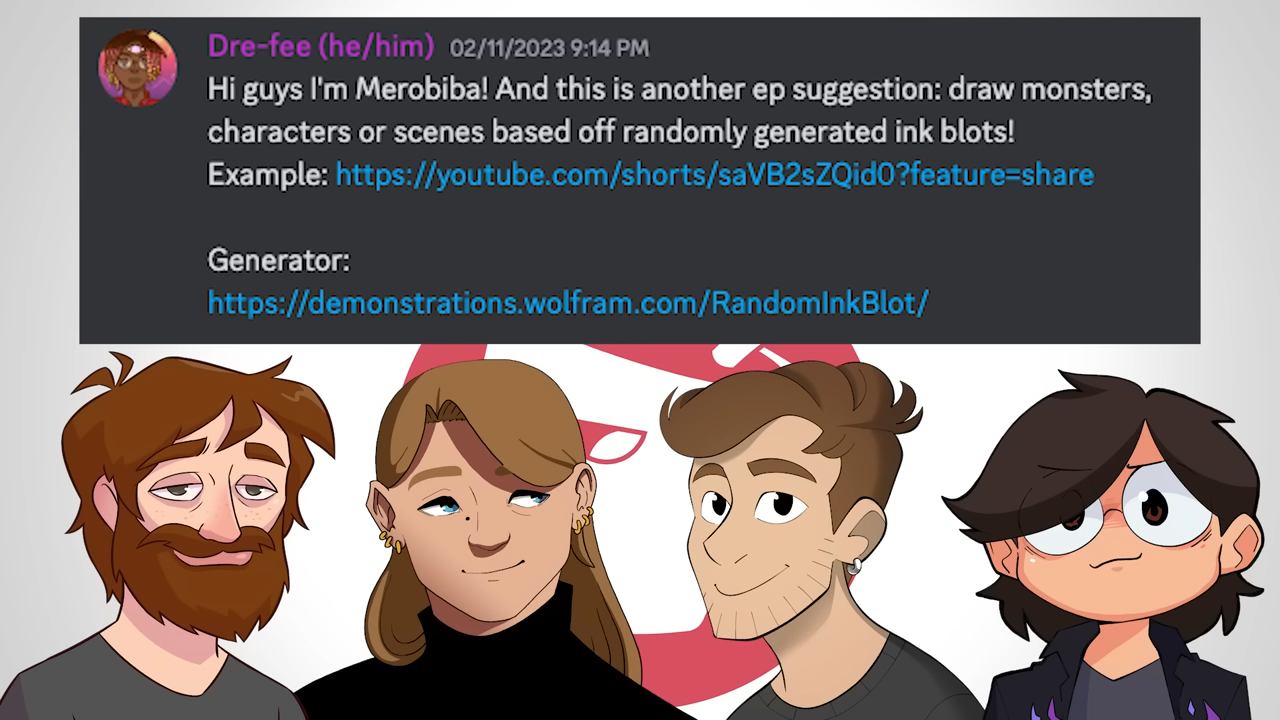 Dre-fee (he/him) 02/11/2023 9:14 PM
Hi guys I'm Merobiba! And this is another ep suggestion: draw monsters,
characters or scenes based off randomly generated ink blots!
Example: https://youtube.com/shorts/saVB2sZQid0?feature=share
Generator:
https://demonstrations.wolfram.com/RandomInkBlot/